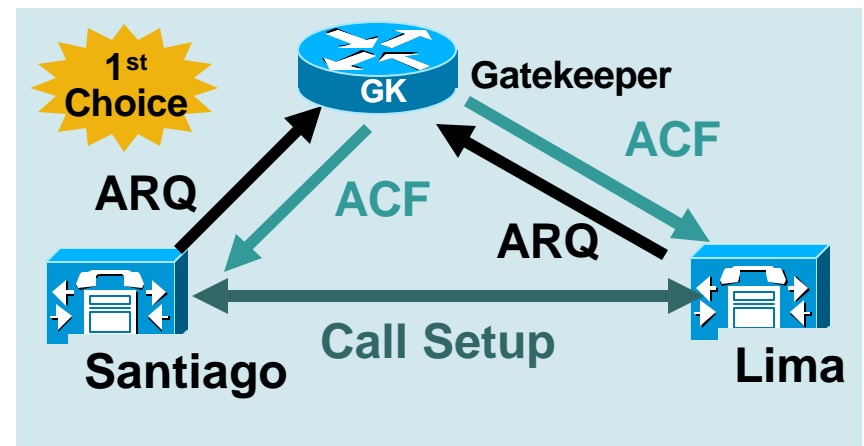 1st
Choice
GK
Gatekeeper
ARQ
ACF
ACF
ARQ
Call Setup
Santiago
Lima